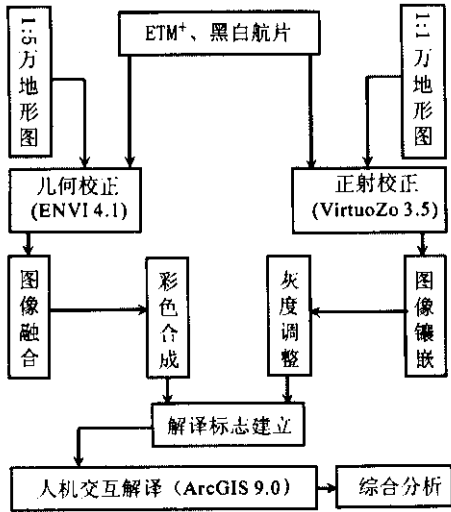 1:5万地形图
ETM⁺、黑白航片
1:1万地形图
几何校正
(ENVI 4.1)
正射校正
(VirtuoZo 3.5)
图像融合
彩色合成
灰度调整
图像镶嵌
解译标志建立
人机交互解译（ArcGIS 9.0）
综合分析